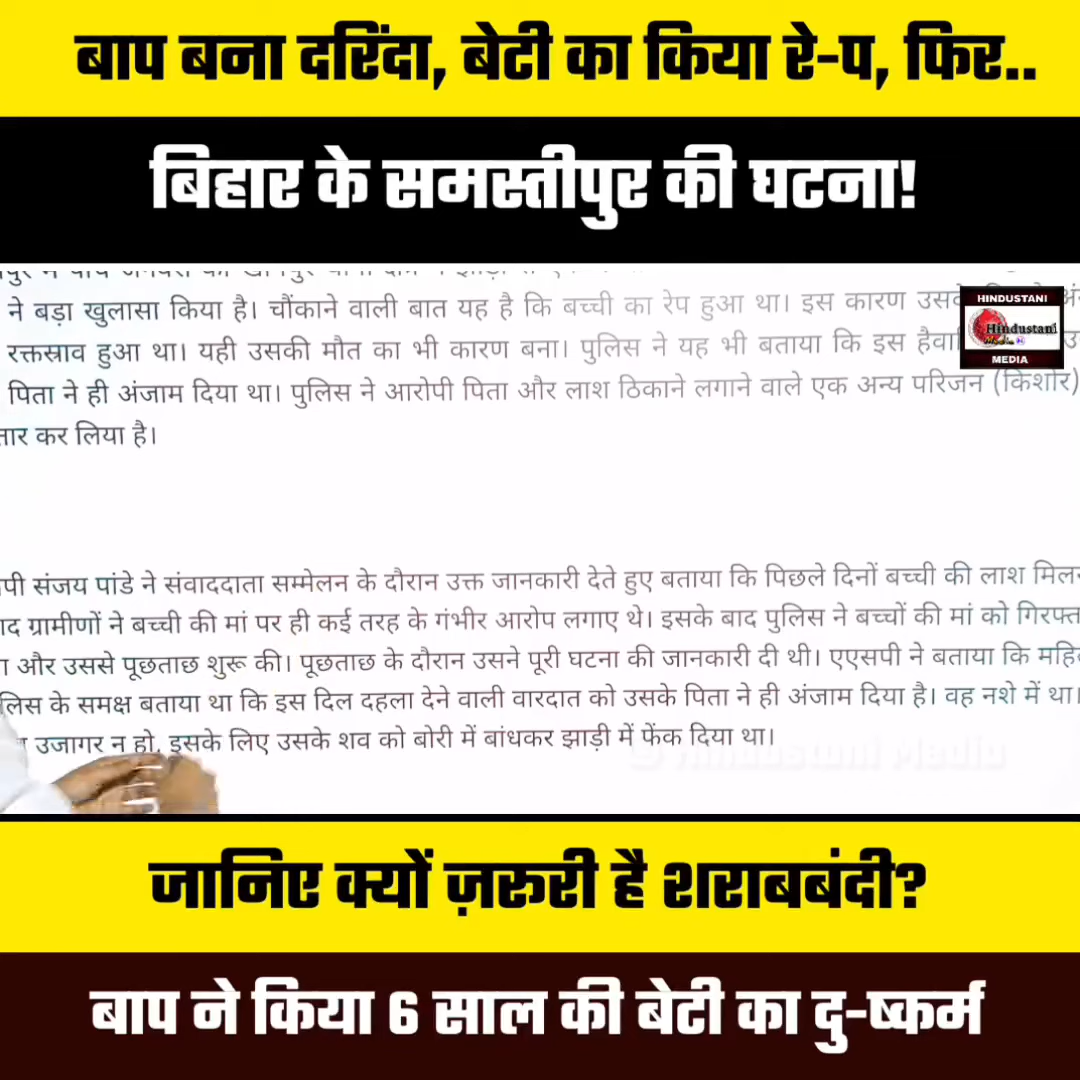 बाप बना दरिंदा, बेटी का किया रे-प, फिर..
बिहार के समस्तीपुर की घटना!
ने बड़ा खुलासा किया है। चौंकाने वाली बात यह है कि बच्ची का रेप हुआ था। इस कारण
रक्तस्राव हुआ था। यही उसकी मौत का भी कारण बना। पुलिस ने यह भी बताया कि इस
पिता ने ही अंजाम दिया था। पुलिस ने आरोपी पिता और लाश ठिकाने लगाने वाले एक अन्य परिजन (किशोर)
कर लिया है।
HINDUSTANI
Hindustani
MEDIA
संजय पांडे ने संवाददाता सम्मेलन के दौरान उक्त जानकारी देते हुए बताया कि पिछले दिनों बच्ची की लाश
ग्रामीणों ने बच्ची की मां पर ही कई तरह के गंभीर आरोप लगाए थे। इसके बाद पुलिस ने बच्चों की मां को
और उससे पूछताछ शुरू की। पूछताछ के दौरान उसने पूरी घटना की जानकारी दी थी। एएसपी ने बताया कि
के समक्ष बताया था कि इस दिल दहला देने वाली वारदात को उसके पिता ने ही अंजाम दिया है। वह नशे में था।
उजागर न हो, इसके लिए उसके शव को बोरी में बांधकर झाड़ी में फेंक दिया था।
Hindustani Media
जानिए क्यों ज़रूरी है शराबबंदी?
बाप ने किया 6 साल की बेटी का दु-ष्कर्म